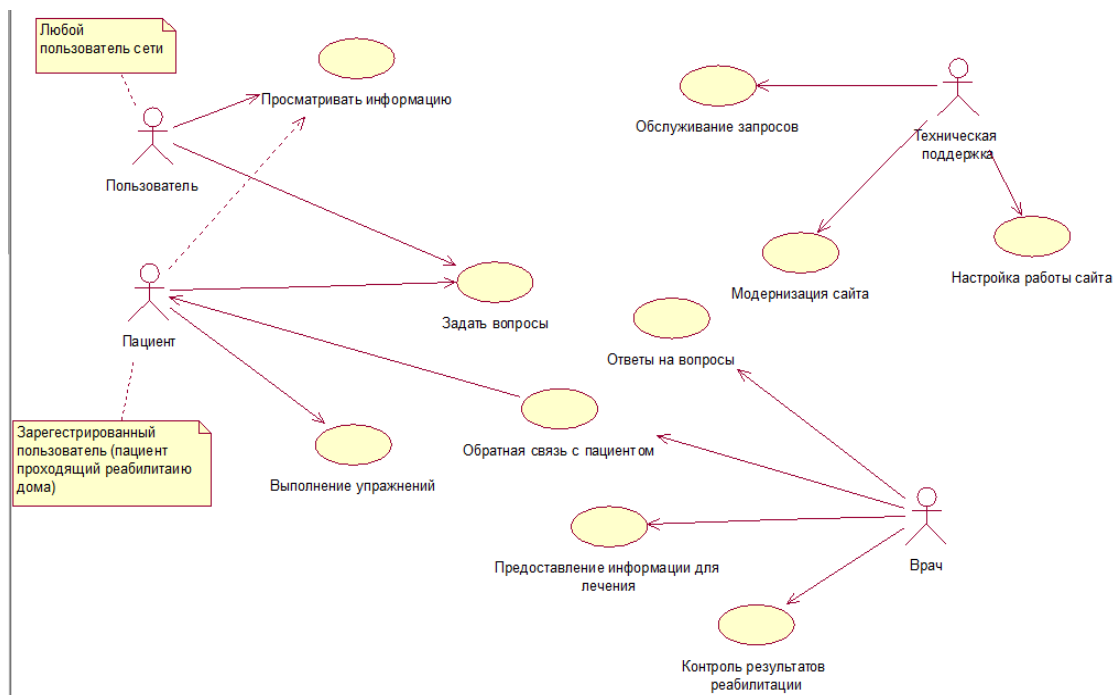 Любой
пользователь сети
Просматривать информацию
Пользователь
Обслуживание запросов
Техническая
поддержка
Модернизация сайта
Настройка работы сайта
Задать вопросы
Пациент
Ответы на вопросы
Зарегестрированный
пользователь (пациент
проходящий реабилитаию
дома)
Обратная связь с пациентом
Выполнение упражнений
Предоставление информации для
лечения
Врач
Контроль результатов
реабилитации